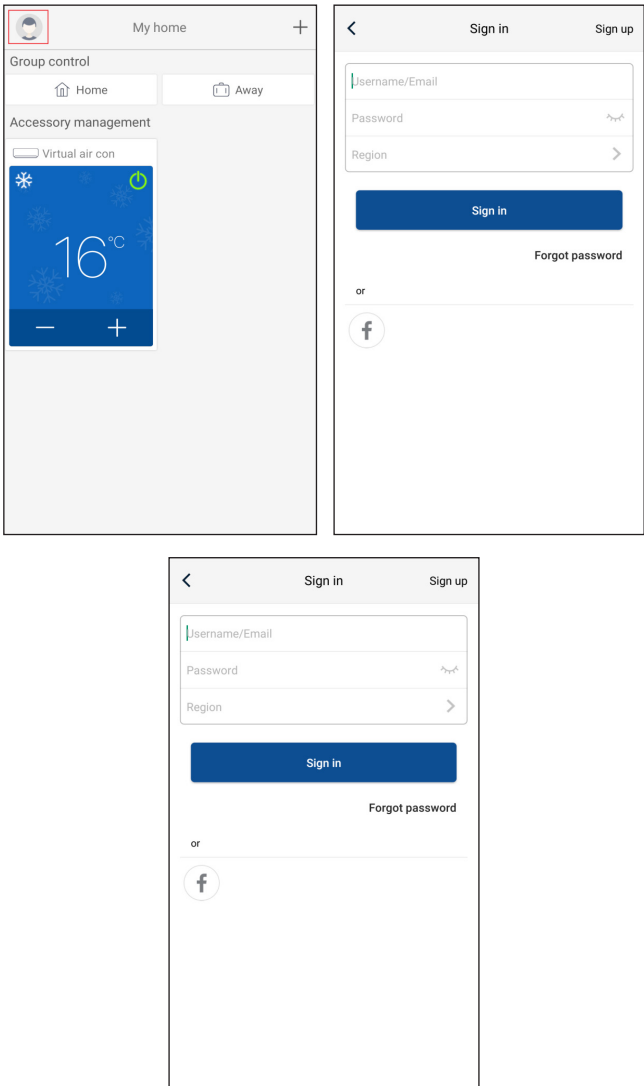 My home
Group control
Home
Away
Accessory management
Virtual air con
16°C
Sign in
Sign up
Username/Email
Password
Region
Sign in
Forgot password
or
f
Sign in
Sign up
Username/Email
Password
Region
Sign in
Forgot password
or
f